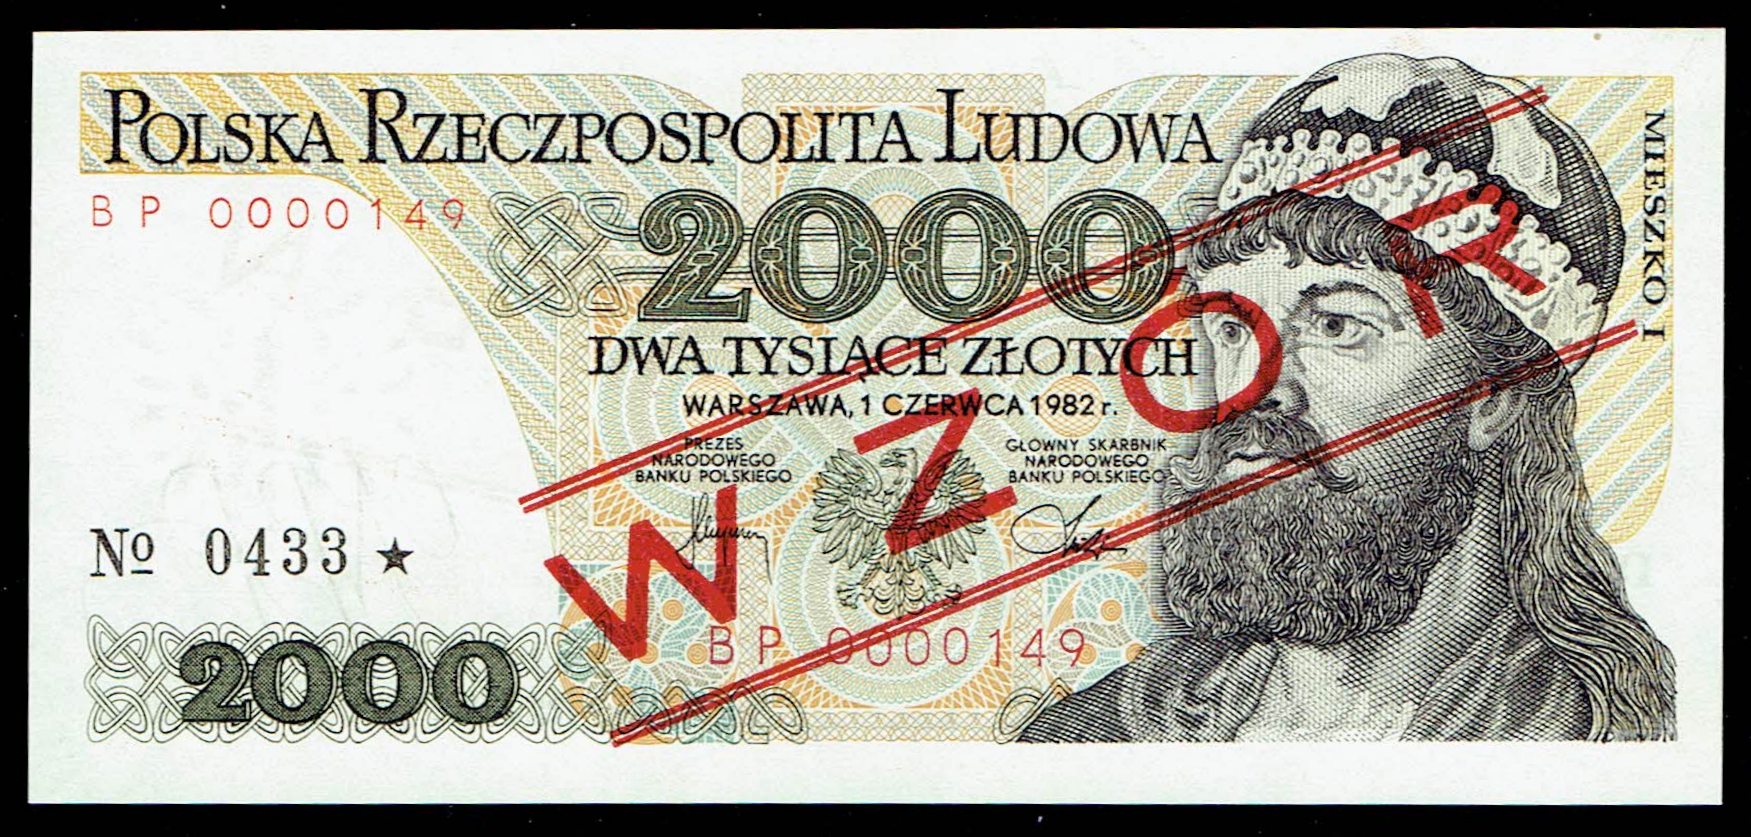 POLSKA RZECZPOSPOLITA LUDOWA
BP 0000149
2000
DWA TYSIĄCE ZŁOTYCH
WARSZAWA, 1 CZERWCA 1982 r.
PREZES
NARODOWEGO
BANKU POLSKIEGO
GŁÓWNY SKARBNIK
NARODOWEGO
BANKU POLSKIEGO
WZOR
MIESZKO I
№ 0433 ★
BP 0000149
2000